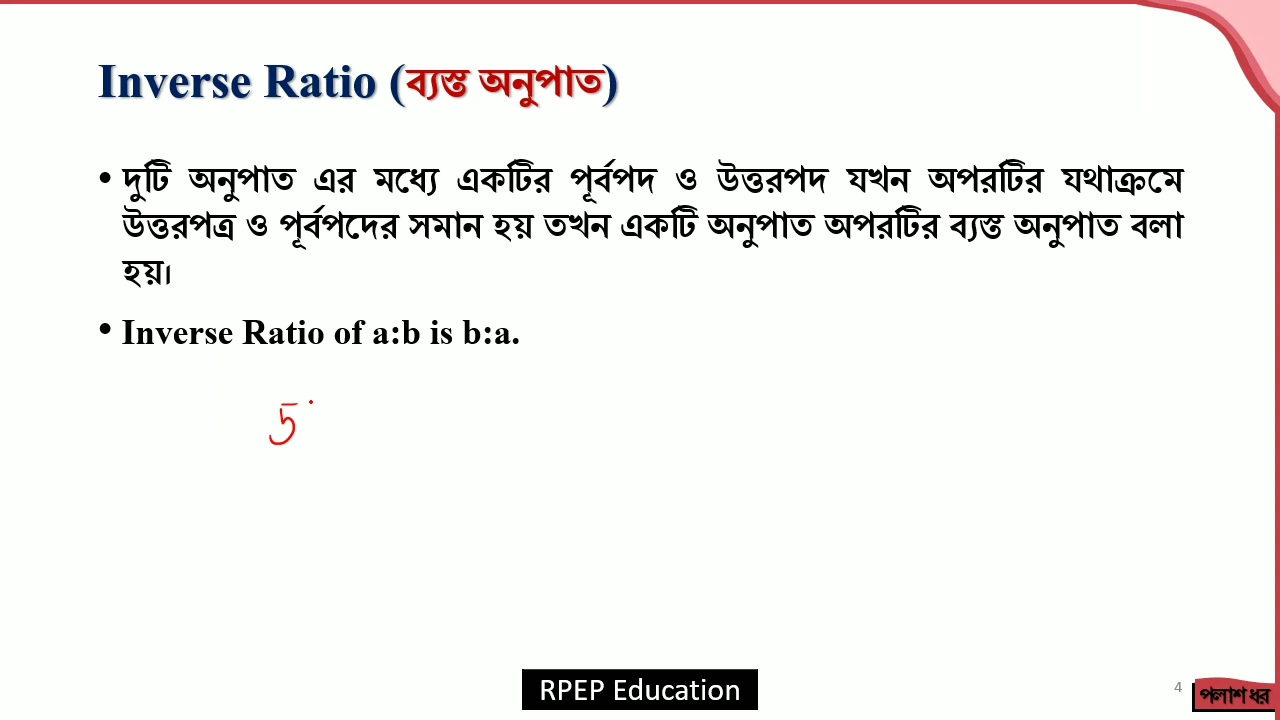 Inverse Ratio (ব্যস্ত অনুপাত)
• দুটি অনুপাত এর মধ্যে একটির পূর্বপদ ও উত্তরপদ যখন অপরটির যথাক্রমে
উত্তরপত্র ও পূর্বপদের সমান হয় তখন একটি অনুপাত অপরটির ব্যস্ত অনুপাত বলা
হয়।
• Inverse Ratio of a:b is b:a.
5
RPEP Education
4
পলাশ ধর